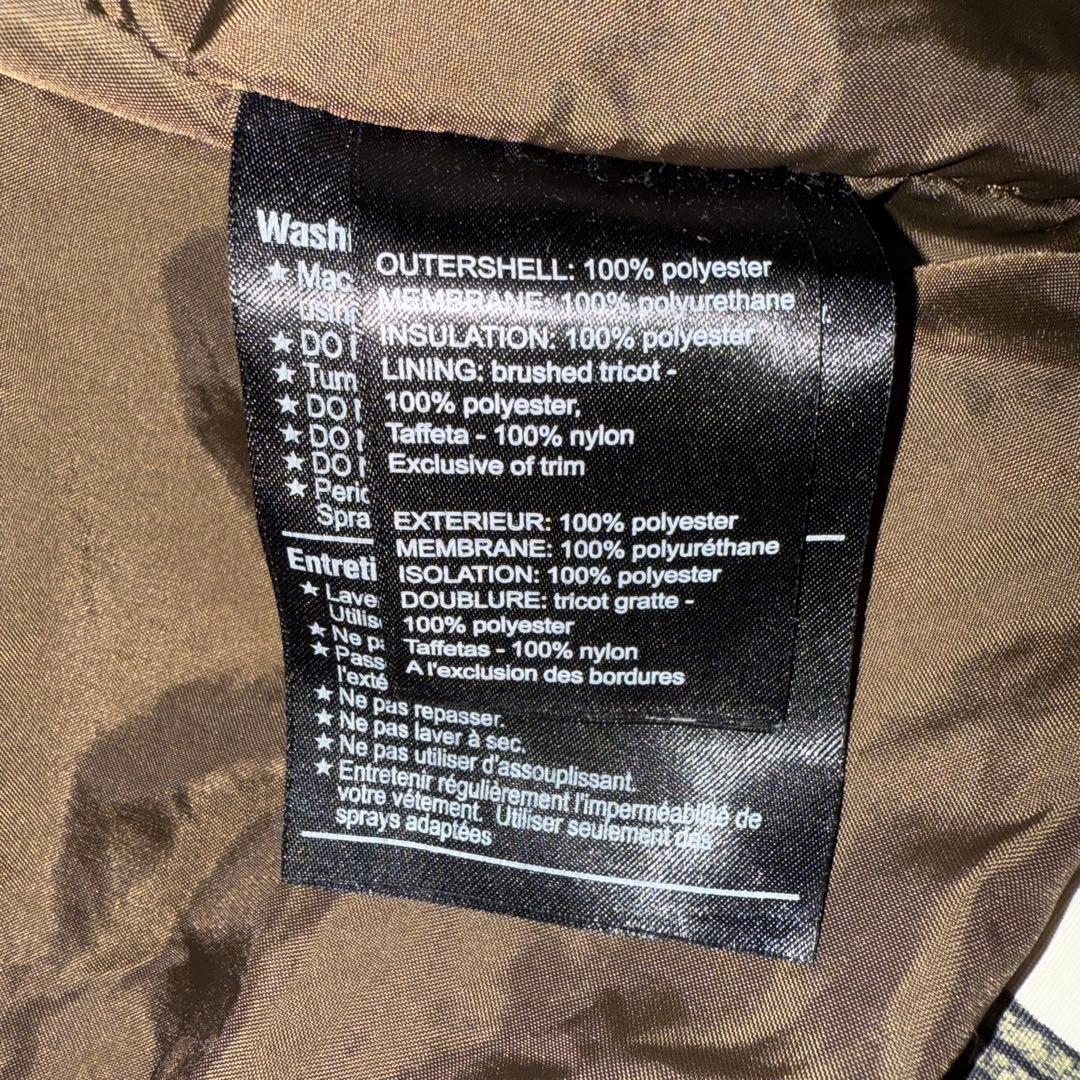 Wash
★ Mac
usin
★ DO
★ Tum
★ DO
★ DO
★ DO
★ Peri
Spra
Entreti
★ Lave
Utilis
★ Ne
★ Pass
l'exté
★ Ne pas repasser.
★ Ne pas laver à sec.
★ Ne pas utiliser d'assouplissant.
★ Entretenir régulièrement l'imperméabilité de
votre vêtement. Utiliser seulement des
sprays adaptées
OUTERSHELL: 100% polyester
MEMBRANE: 100% polyurethane
INSULATION: 100% polyester
LINING: brushed tricot -
100% polyester,
Taffeta - 100% nylon
Exclusive of trim
EXTERIEUR: 100% polyester
MEMBRANE: 100% polyuréthane
ISOLATION: 100% polyester
DOUBLURE: tricot gratte -
100% polyester
Taffetas - 100% nylon
A l'exclusion des bordures